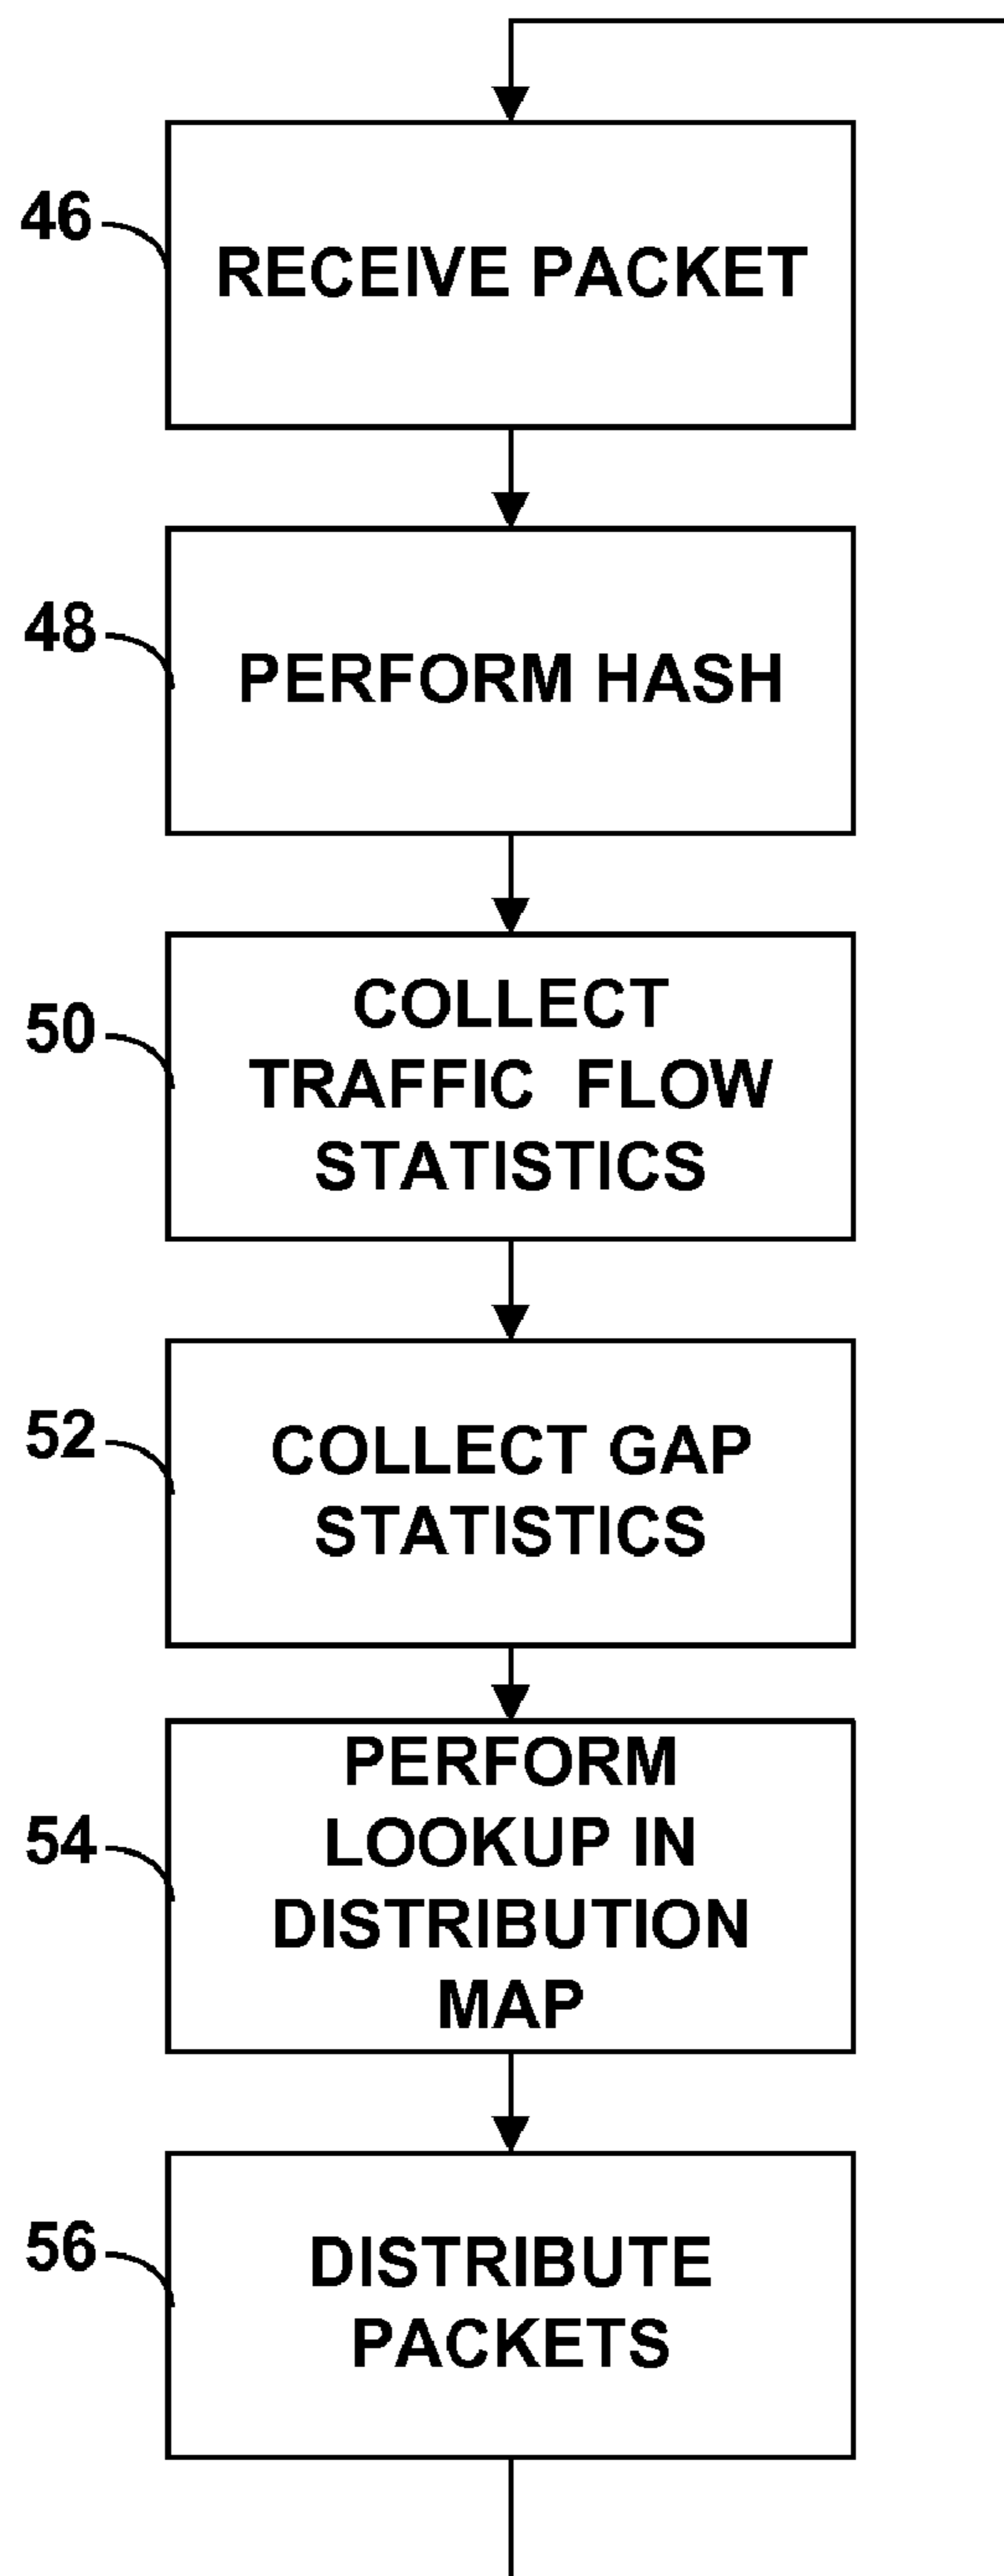 46
RECEIVE PACKET
48
PERFORM HASH
50
COLLECT
TRAFFIC FLOW
STATISTICS
52
COLLECT GAP
STATISTICS
54
PERFORM
LOOKUP IN
DISTRIBUTION
MAP
56
DISTRIBUTE
PACKETS